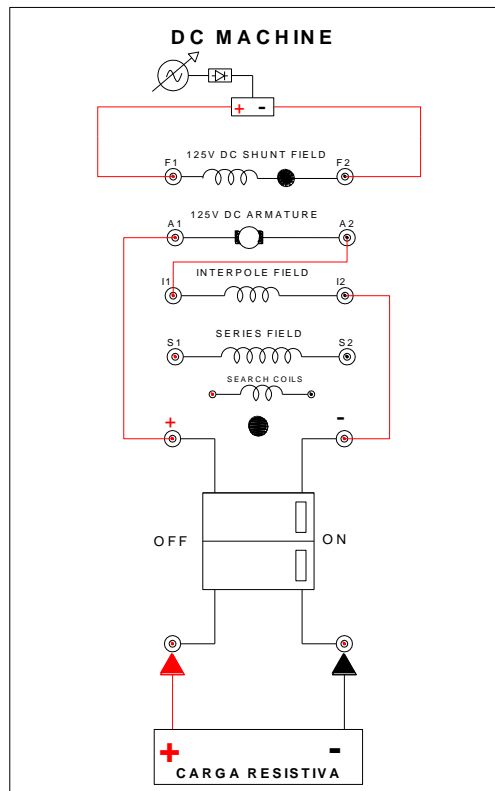 DC MACHINE
+ -
F1 125V DC SHUNT FIELD F2
A1 125V DC ARMATURE A2
I1 INTERPOLE FIELD I2
S1 SERIES FIELD S2
SEARCH COILS
+ -
OFF ON
+ -
CARGA RESISTIVA